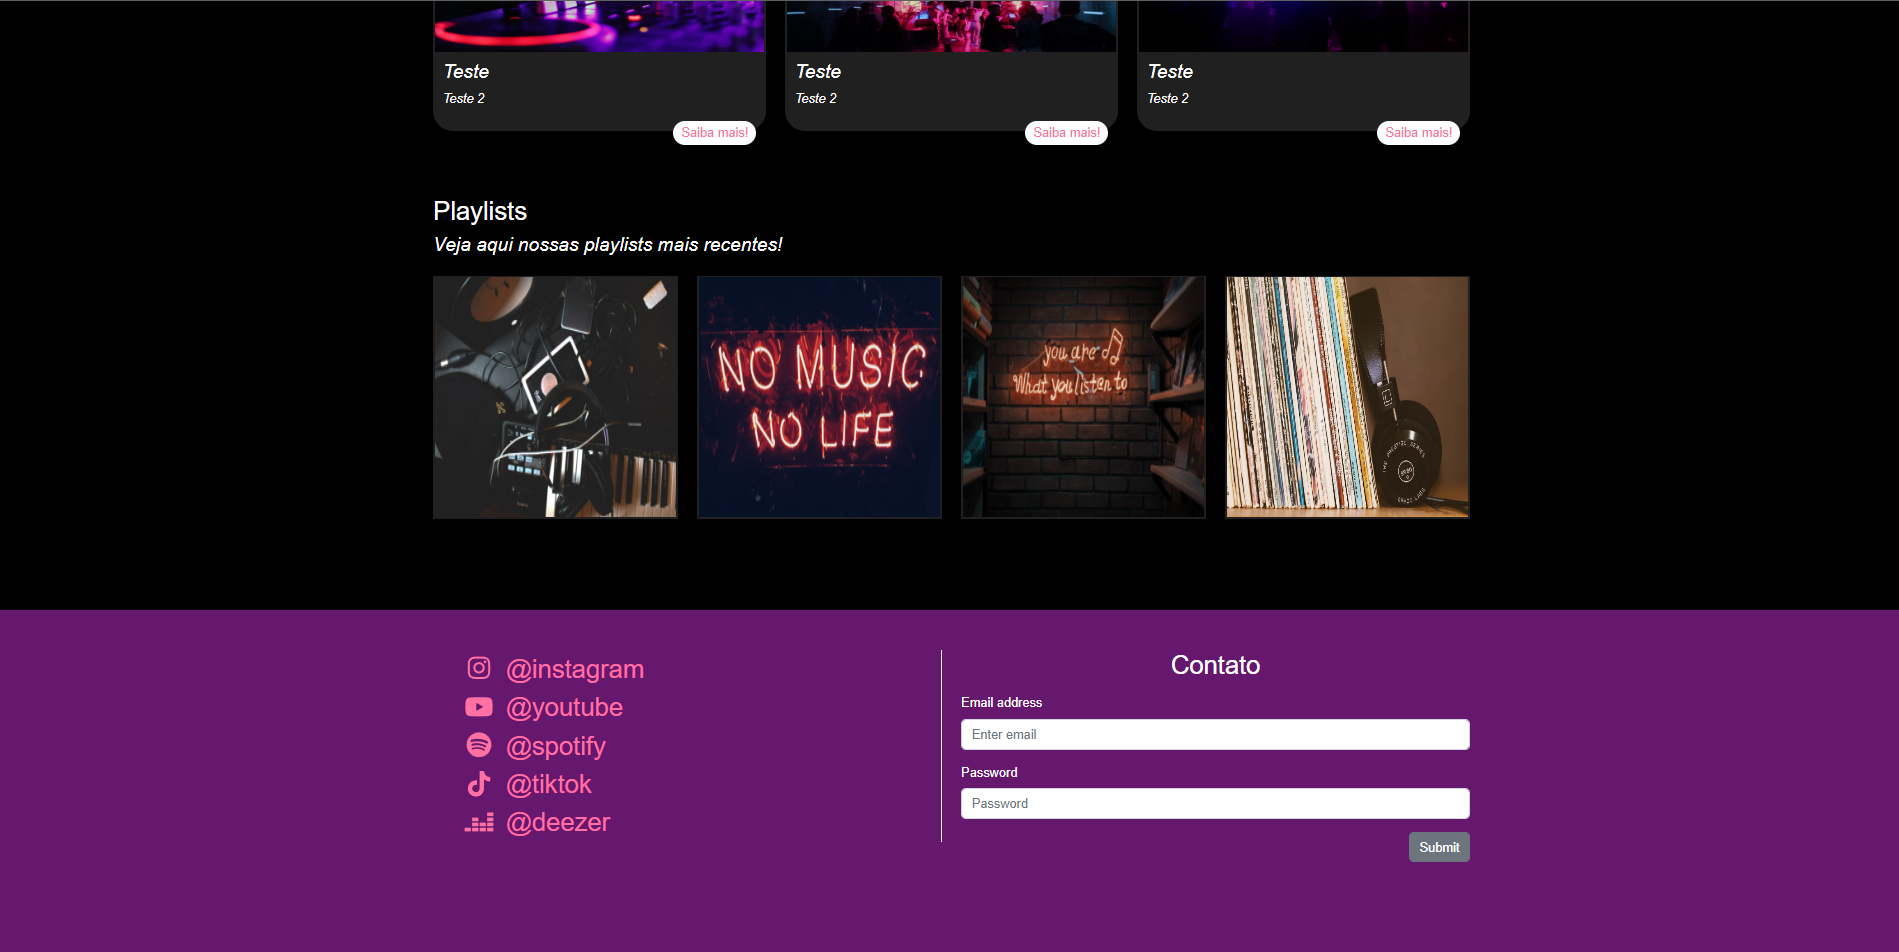 Teste
Teste 2
Saiba mais!
Teste
Teste 2
Saiba mais!
Teste
Teste 2
Saiba mais!
Playlists
Veja aqui nossas playlists mais recentes!
NO MUSIC
NO LIFE
you are
What you listen to
@instagram
@youtube
@spotify
@tiktok
@deezer
Contato
Email address
Enter email
Password
Password
Submit